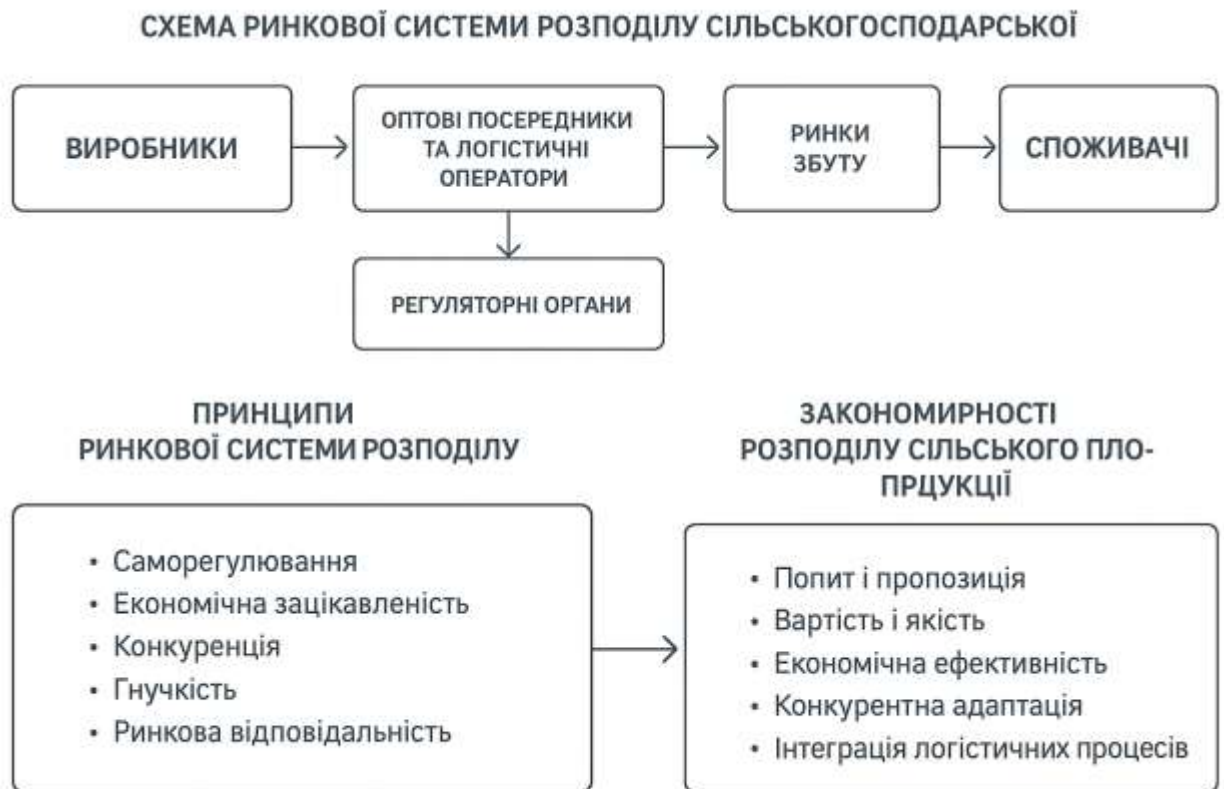 СХЕМА РИНКОВОЇ СИСТЕМИ РОЗПОДІЛУ СІЛЬСЬКОГОСПОДАРСЬКОЇ
ВИРОБНИКИ
ОПТОВІ ПОСЕРЕДНИКИ
ТА ЛОГІСТИЧНІ
ОПЕРАТОРИ
РИНКИ
ЗБУТУ
СПОЖИВАЧІ
РЕГУЛЯТОРНІ ОРГАНИ
ПРИНЦИПИ
РИНКОВОЇ СИСТЕМИ РОЗПОДІЛУ
• Саморегулювання
• Економічна зацікавленість
• Конкуренція
• Гнучкість
• Ринкова відповідальність
ЗАКОНОМИРНОСТІ
РОЗПОДІЛУ СІЛЬСЬКОГО ПЛО-
ПРДУКЦІЇ
• Попит і пропозиція
• Вартість і якість
• Економічна ефективність
• Конкурентна адаптація
• Інтеграція логістичних процесів